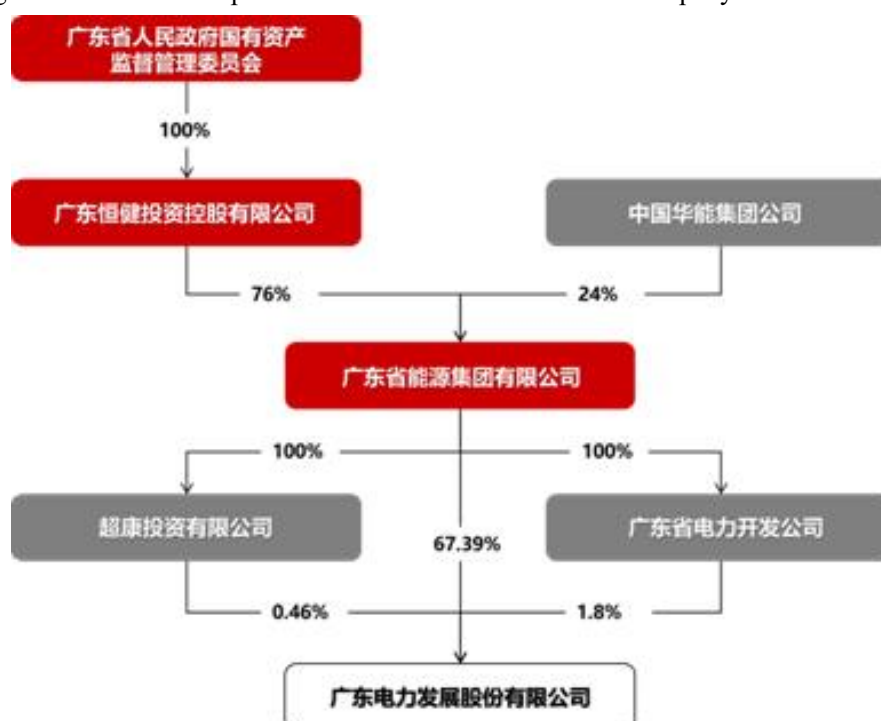 广东省人民政府国有资产
监督管理委员会
100%
广东恒健投资控股有限公司
中国华能集团公司
76%
24%
广东省能源集团有限公司
100%
100%
超康投资有限公司
67.39%
广东省电力开发公司
0.46%
1.8%
广东电力发展股份有限公司